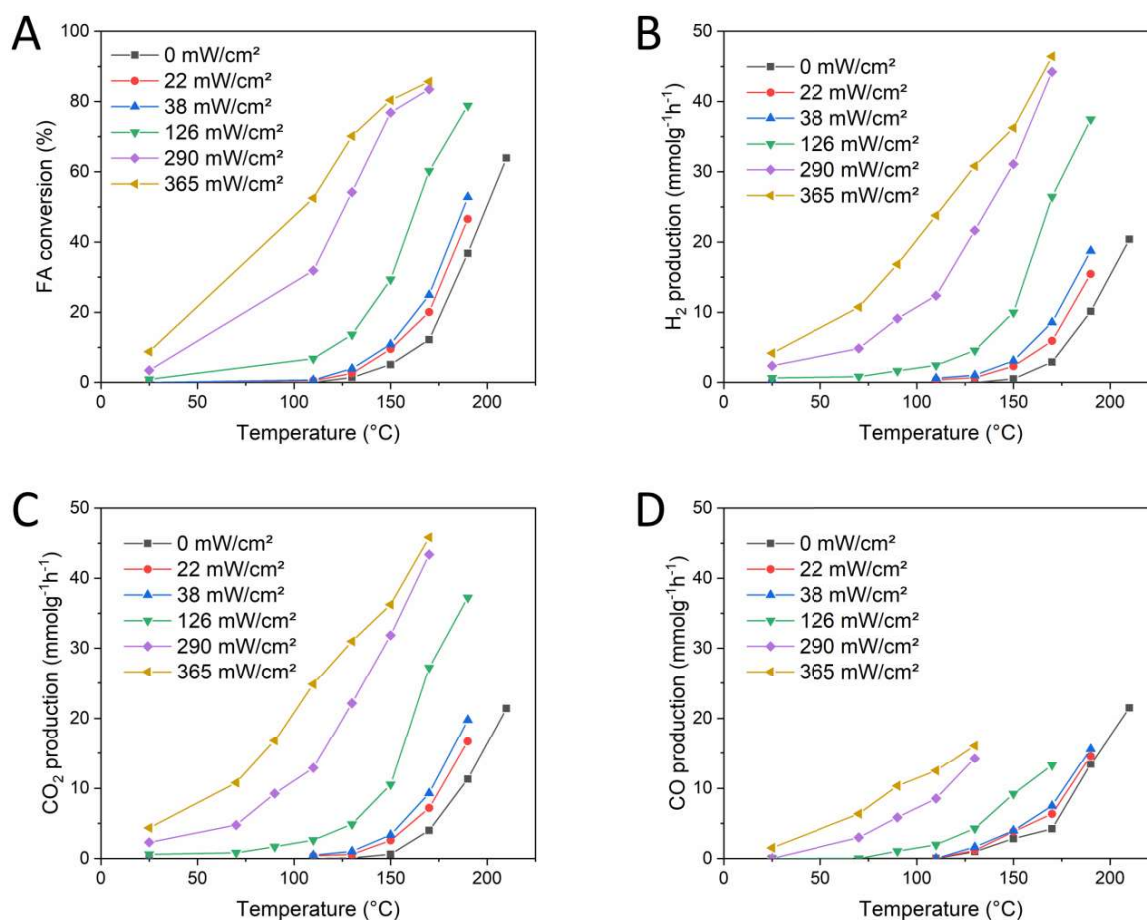 A
FA conversion (%)
100
80
60
40
20
0
0 mW/cm²
22 mW/cm²
38 mW/cm²
126 mW/cm²
290 mW/cm²
365 mW/cm²
0 50 100 150 200
Temperature (°C)
B
H₂ production (mmolg⁻¹h⁻¹)
50
40
30
20
10
0
0 mW/cm²
22 mW/cm²
38 mW/cm²
126 mW/cm²
290 mW/cm²
365 mW/cm²
0 50 100 150 200
Temperature (°C)
C
CO₂ production (mmolg⁻¹h⁻¹)
50
40
30
20
10
0
0 mW/cm²
22 mW/cm²
38 mW/cm²
126 mW/cm²
290 mW/cm²
365 mW/cm²
0 50 100 150 200
Temperature (°C)
D
CO production (mmolg⁻¹h⁻¹)
50
40
30
20
10
0
0 mW/cm²
22 mW/cm²
38 mW/cm²
126 mW/cm²
290 mW/cm²
365 mW/cm²
0 50 100 150 200
Temperature (°C)